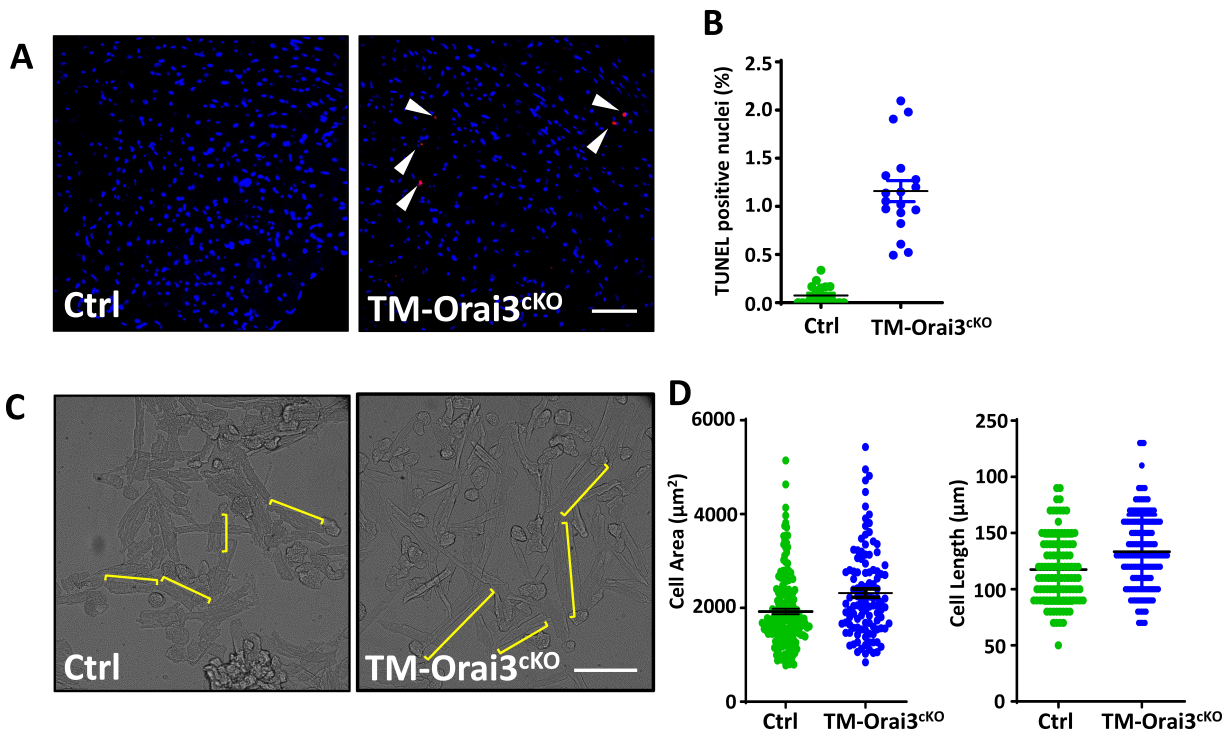 A
Ctrl
TM-Orai3cKO
B
TUNEL positive nuclei (%)
2.5
2.0
1.5
1.0
0.5
0.0
Ctrl
TM-Orai3cKO
C
Ctrl
TM-Orai3cKO
D
Cell Area (µm²)
6000
4000
2000
0
Ctrl
TM-Orai3cKO
Cell Length (µm)
250
100
150
100
50
0
Ctrl
TM-Orai3cKO